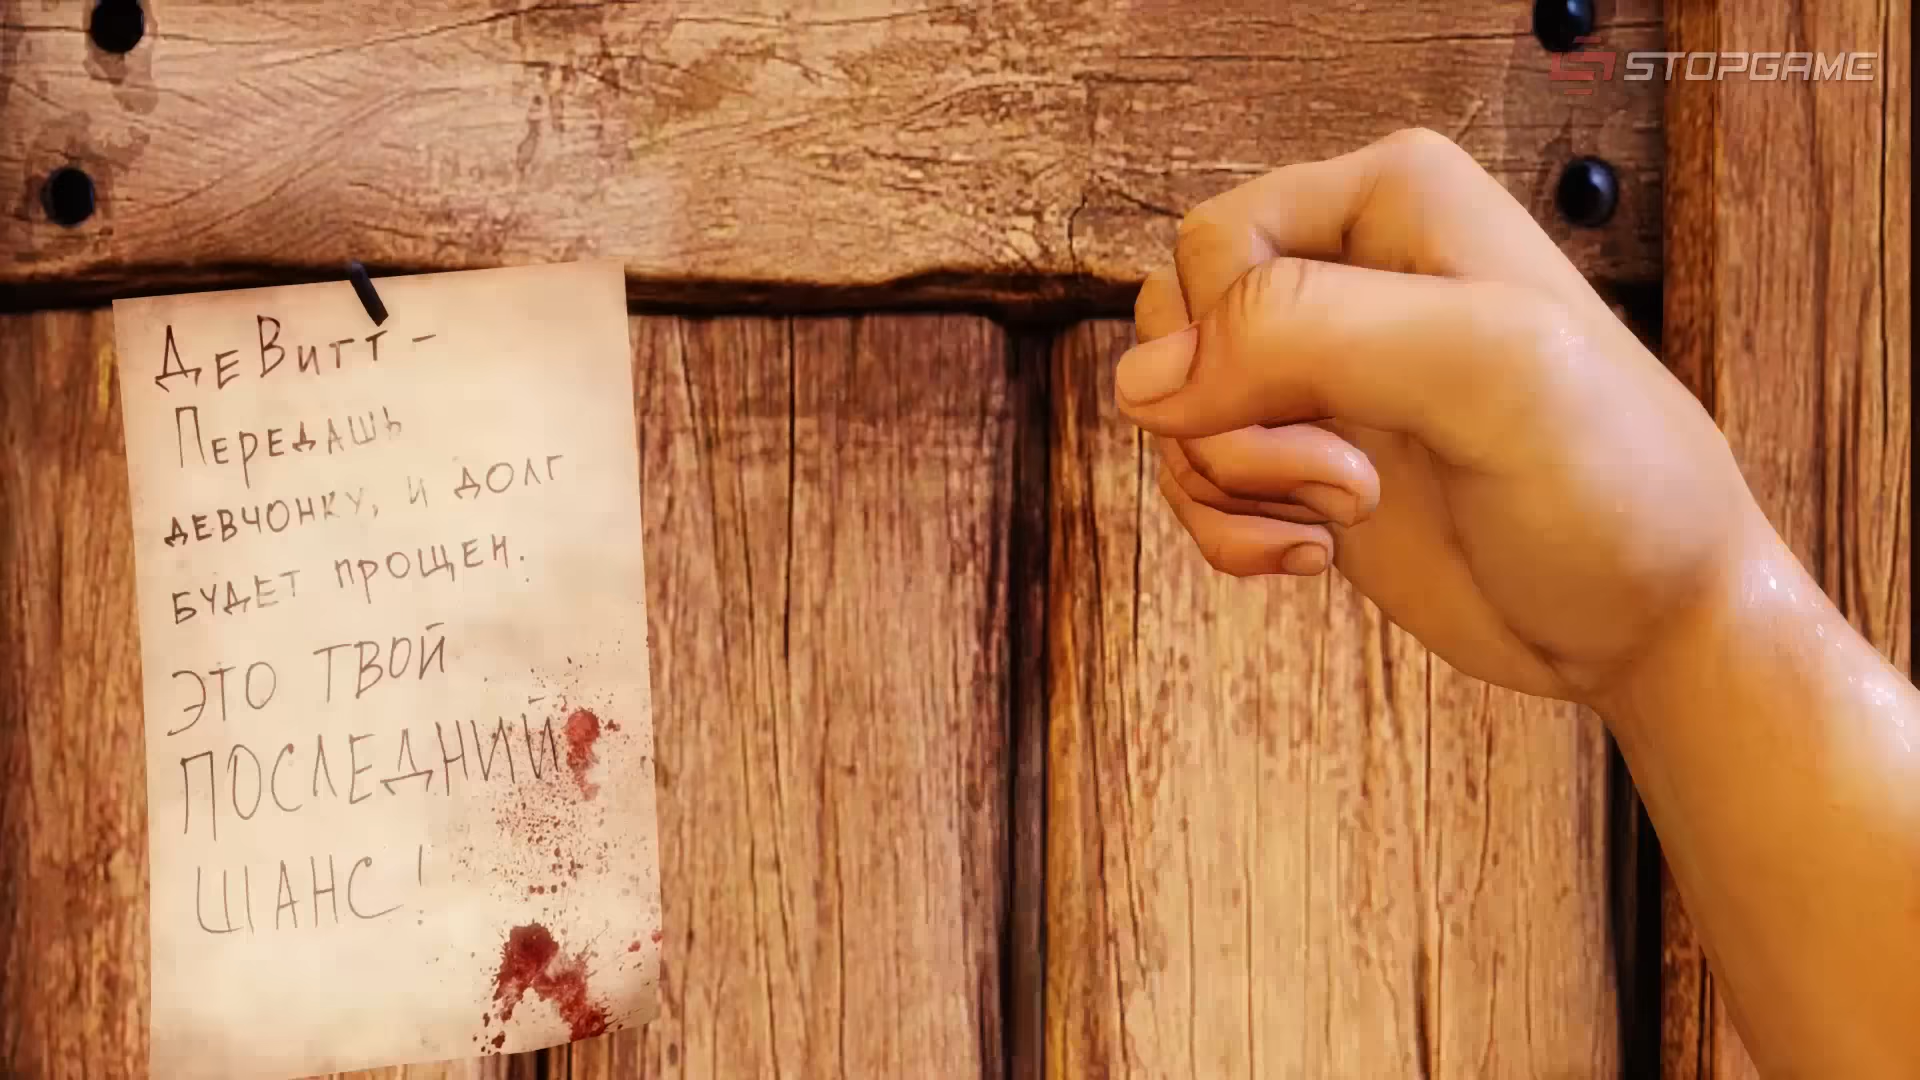 STOPGAME
ДеВитт –
Передашь
девчонку, и долг
будет прощен.
ЭТО ТВОЙ
ПОСЛЕДНИЙ
ШАНС!